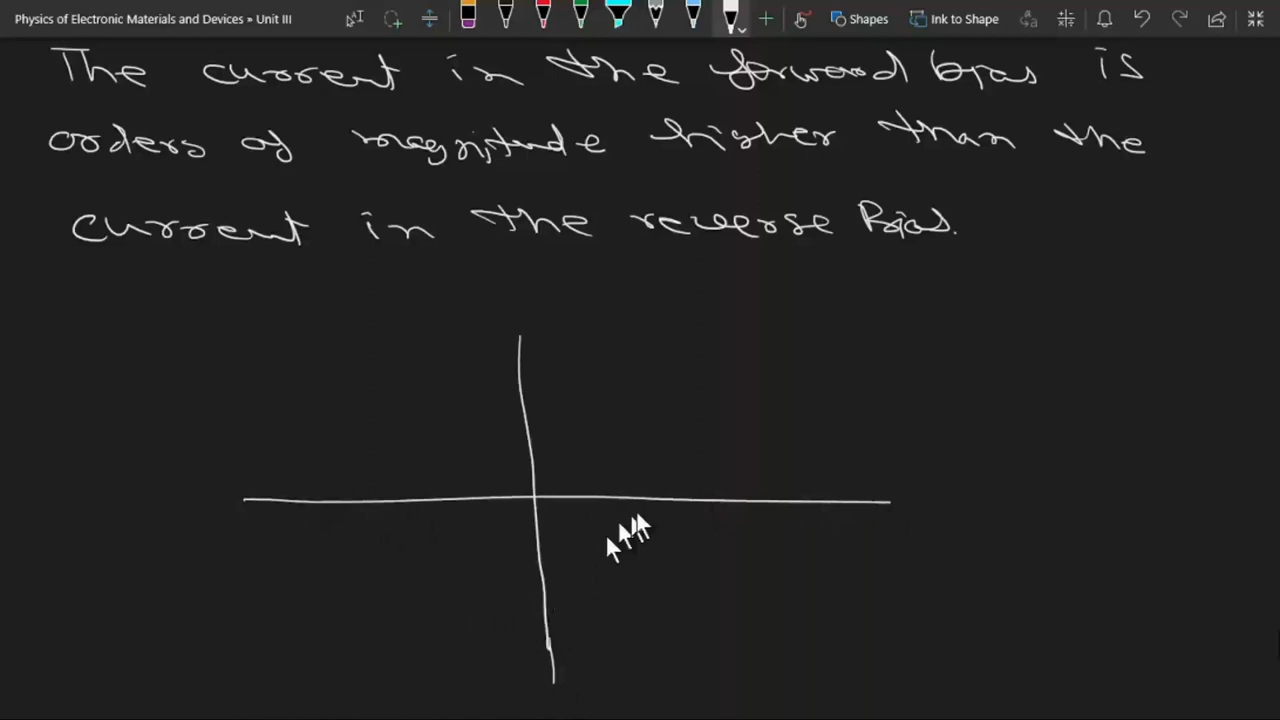 Physics of Electronic Materials and Devices » Unit III
Shapes
Ink to Shape
The current in the forward bias is
orders of magnitude higher than the
current in the reverse Bias.